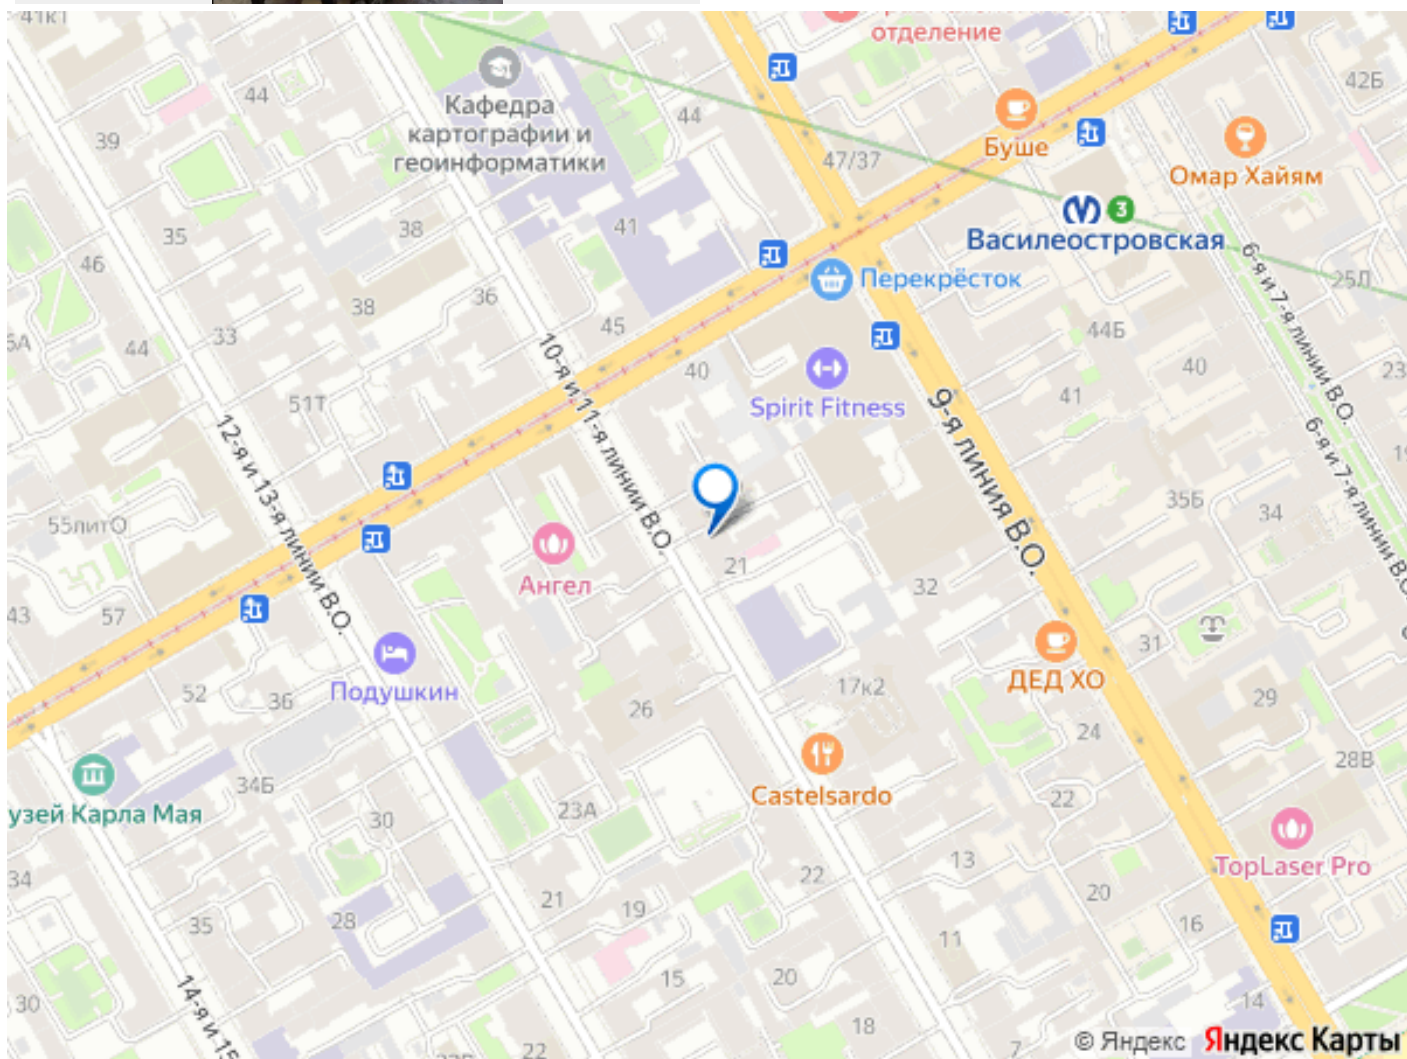 41к1
отделение
44
Кафедра
картографии и
геоинформатики
44
42Б
39
Буше
47/37
Омар Хайям
3
Василеостровская
35
38
41
46
Перекрёсток
6-я и 7-я линии В.О.
25Л
38
36
45
44Б
33
44
10-я и 11-я линии В.О.
40
40
23
51Т
Spirit Fitness
41
9-я линия В.О.
12-я и 13-я линии В.О.
6-я и 7-я линии В.О.
35Б
34
55литО
Ангел
21
32
43
57
31
Подушкин
ДЕД ХО
52
36
26
17к2
29
24
28В
34Б
Castelsardo
узей Карла Мая
30
23А
22
TopLaser Pro
13
34
22
20
21
19
35
28
16
11
15
20
14-я и 15
30
14
18
7
22
© Яндекс Яндекс Карты